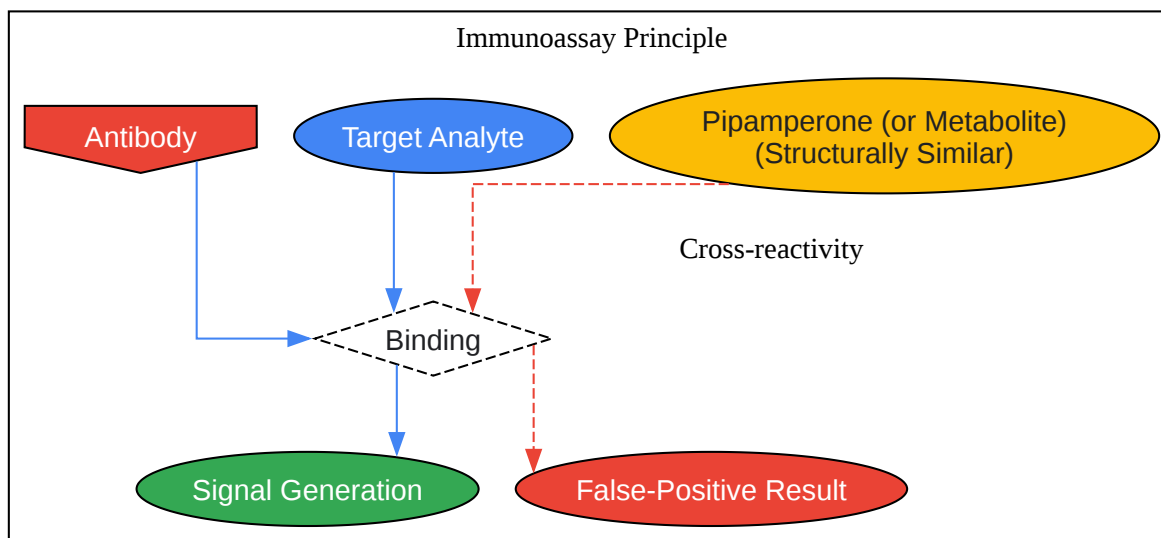 Immunoassay Principle
Antibody
Target Analyte
Pipamperone (or Metabolite)
(Structurally Similar)
Cross-reactivity
Binding
Signal Generation
False-Positive Result